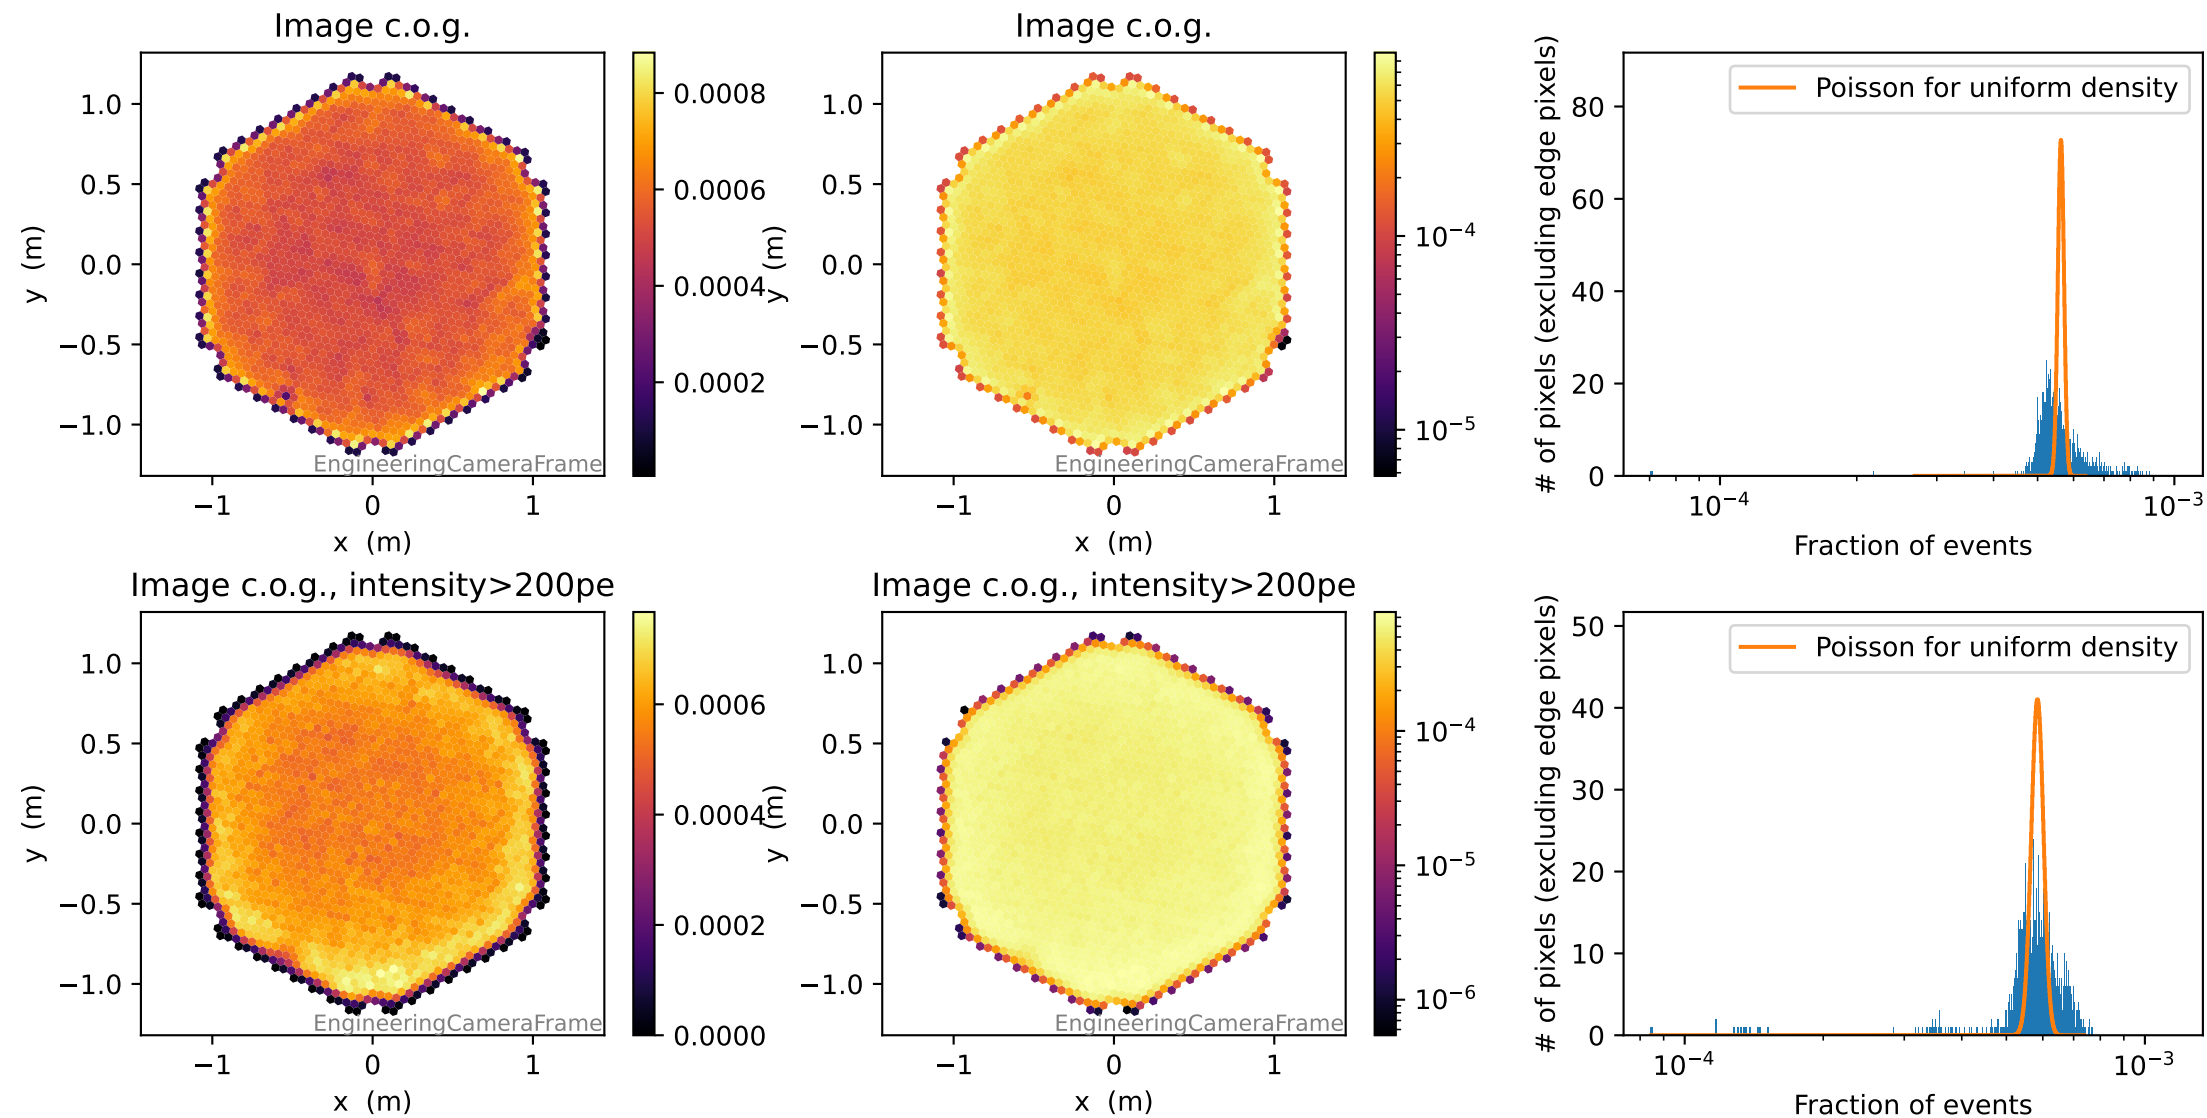 Image c.o.g.
1.0
0.5
0.0
−0.5
−1.0
y (m)
−1
0
1
x (m)
EngineeringCameraFrame
0.0008
0.0006
0.0004
0.0002
Image c.o.g.
1.0
0.5
0.0
−0.5
−1.0
y (m)
−1
0
1
x (m)
EngineeringCameraFrame
10⁻⁴
10⁻⁵
# of pixels (excluding edge pixels)
80
60
40
20
0
Poisson for uniform density
10⁻⁴
10⁻³
Fraction of events
Image c.o.g., intensity>200pe
1.0
0.5
0.0
−0.5
−1.0
y (m)
−1
0
1
x (m)
EngineeringCameraFrame
0.0006
0.0004
0.0002
0.0000
Image c.o.g., intensity>200pe
1.0
0.5
0.0
−0.5
−1.0
y (m)
−1
0
1
x (m)
EngineeringCameraFrame
10⁻⁴
10⁻⁵
10⁻⁶
# of pixels (excluding edge pixels)
50
40
30
20
10
0
Poisson for uniform density
10⁻⁴
10⁻³
Fraction of events